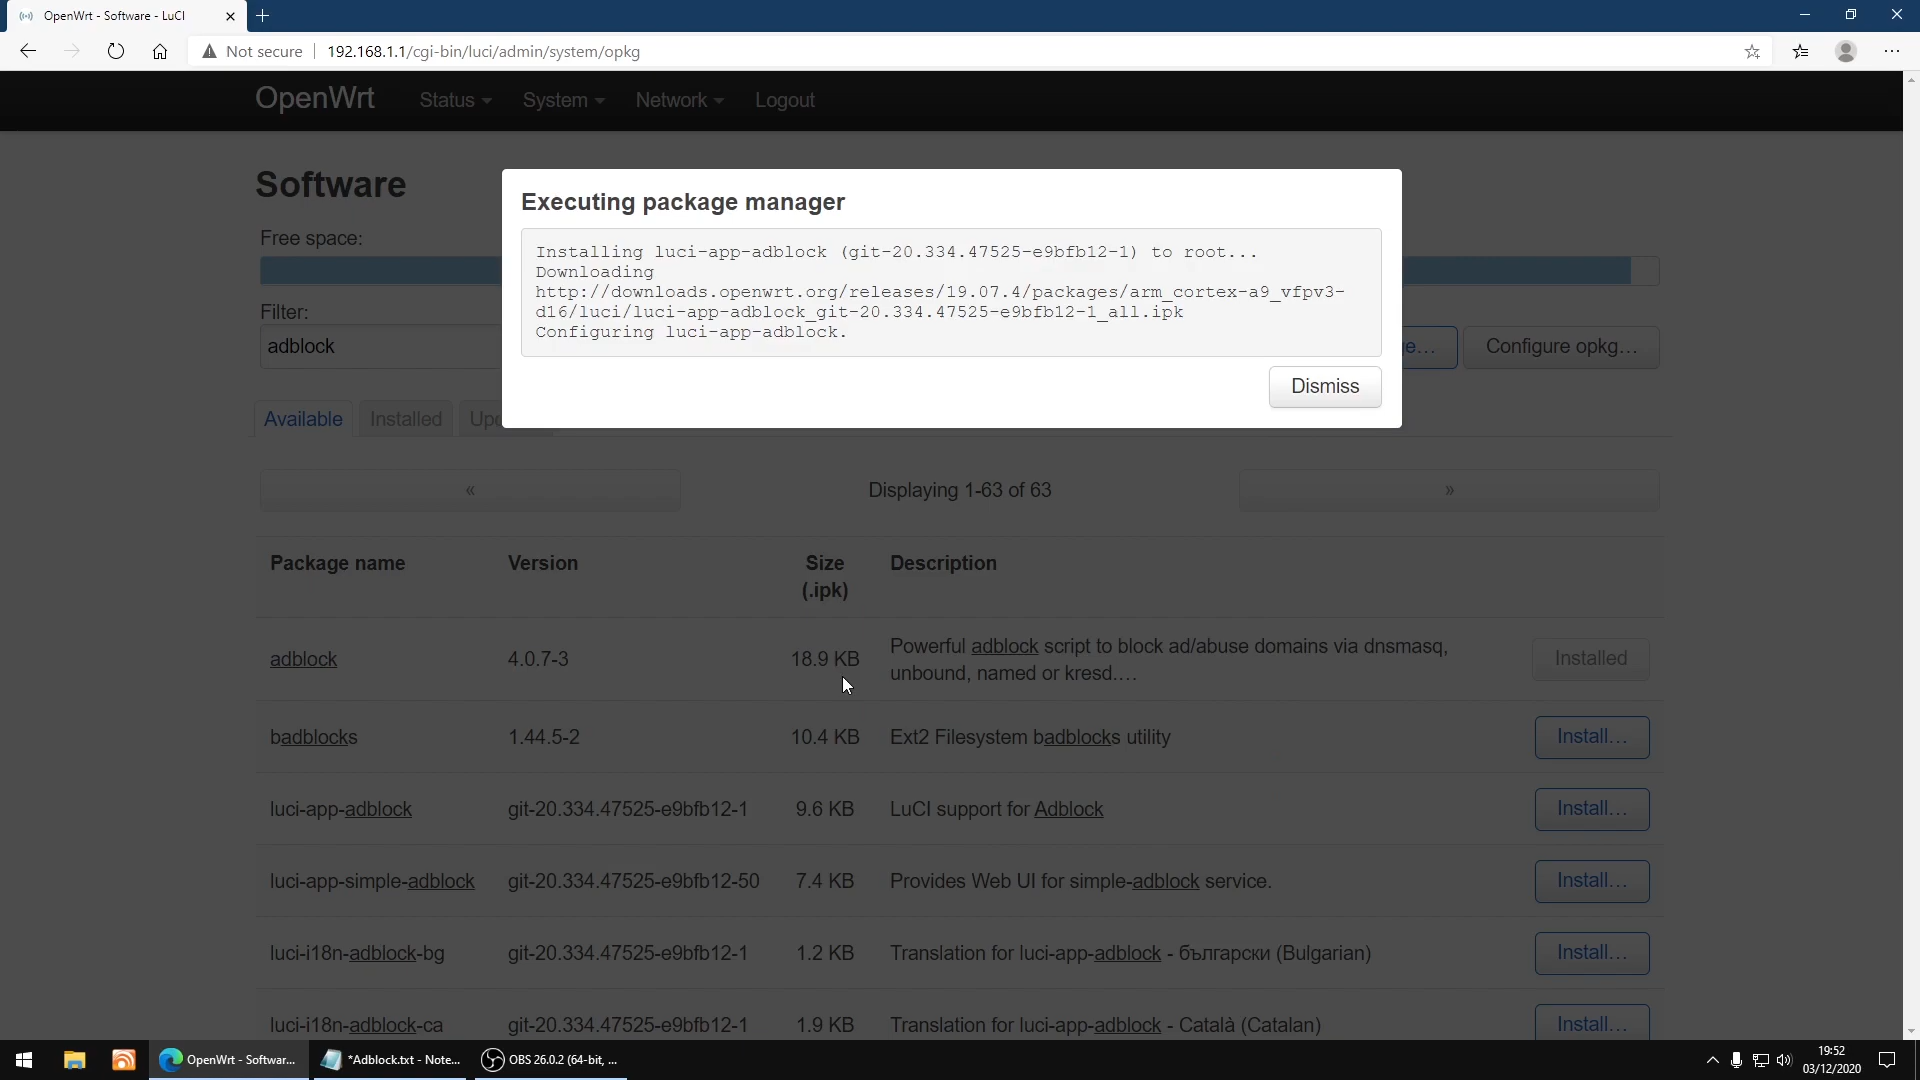 OpenWrt - Software - LuCI
Not secure | 192.168.1.1/cgi-bin/luci/admin/system/opkg
OpenWrt Status System Network Logout
Software
Executing package manager
Installing luci-app-adblock (git-20.334.47525-e9bfb12-1) to root...
Downloading
http://downloads.openwrt.org/releases/19.07.4/packages/arm_cortex-a9_vfpv3-
d16/luci/luci-app-adblock_git-20.334.47525-e9bfb12-1_all.ipk
Configuring luci-app-adblock.
Dismiss
Free space:
Filter:
adblock
ge... Configure opkg...
Available Installed Upd
« Displaying 1-63 of 63 »
Package name Version Size Description
(.ipk)
adblock 4.0.7-3 18.9 KB Powerful adblock script to block ad/abuse domains via dnsmasq, Installed
unbound, named or kresd....
badblocks 1.44.5-2 10.4 KB Ext2 Filesystem badblocks utility Install...
luci-app-adblock git-20.334.47525-e9bfb12-1 9.6 KB LuCI support for Adblock Install...
luci-app-simple-adblock git-20.334.47525-e9bfb12-50 7.4 KB Provides Web UI for simple-adblock service. Install...
luci-i18n-adblock-bg git-20.334.47525-e9bfb12-1 1.2 KB Translation for luci-app-adblock - български (Bulgarian) Install...
luci-i18n-adblock-ca git-20.334.47525-e9bfb12-1 1.9 KB Translation for luci-app-adblock - Català (Catalan) Install...
OpenWrt - Softwar... *Adblock.txt - Note... OBS 26.0.2 (64-bit, ... 19:52
03/12/2020